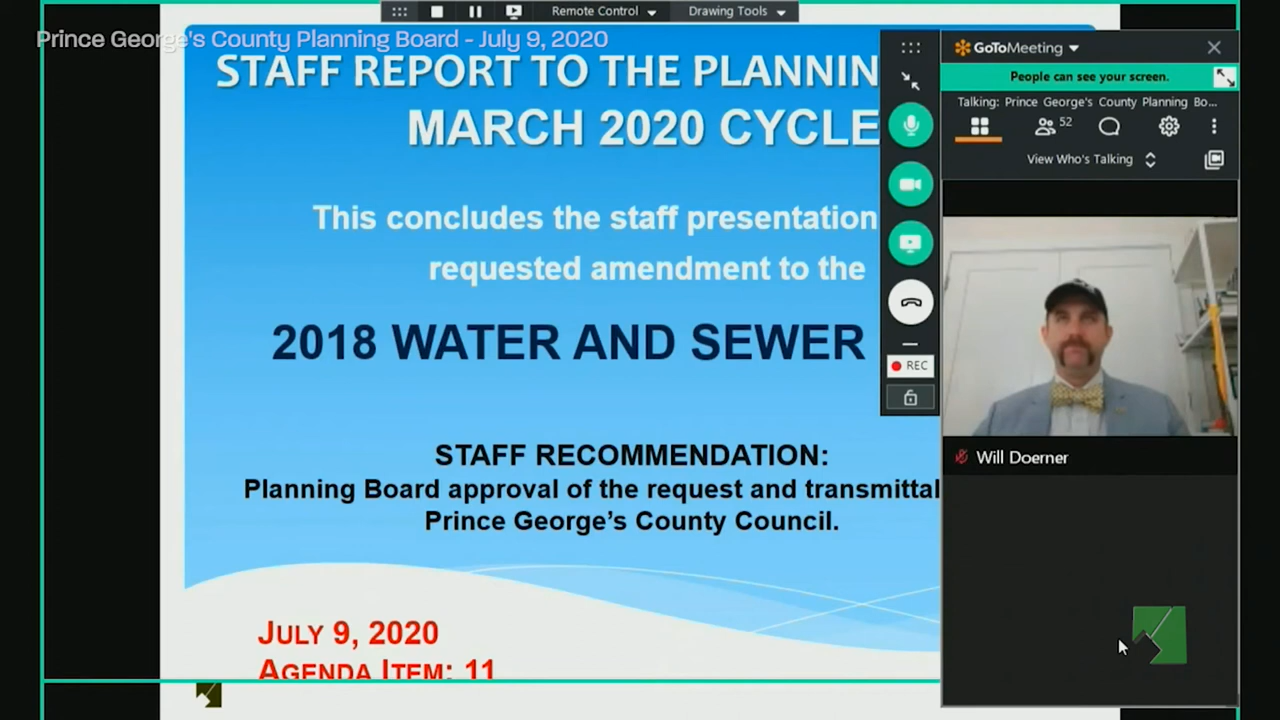 Remote Control
Drawing Tools
Prince George's County Planning Board - July 9, 2020
STAFF REPORT TO THE PLANNIN
MARCH 2020 CYCLE
This concludes the staff presentation
requested amendment to the
2018 WATER AND SEWER
STAFF RECOMMENDATION:
Planning Board approval of the request and transmittal
Prince George's County Council.
JULY 9, 2020
AGENDA ITEM: 11
REC
GoToMeeting
People can see your screen.
Talking: Prince George's County Planning Bo...
52
View Who's Talking
Will Doerner